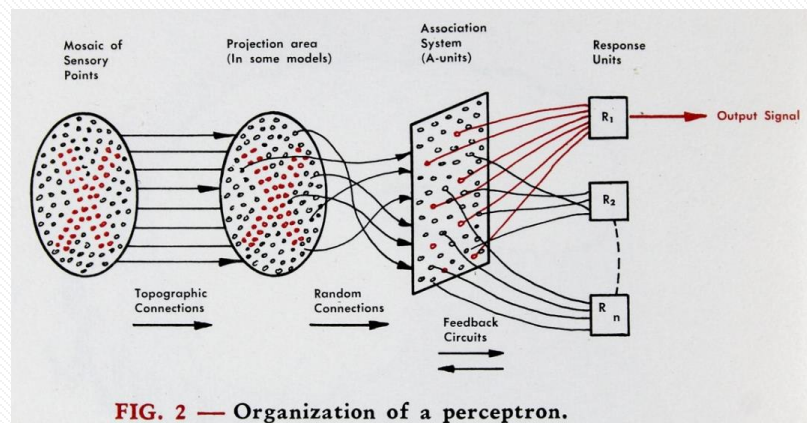 Mosaic of
Sensory
Points
Projection area
(In some models)
Association
System
(A-units)
Response
Units
R1
Output Signal
R2
R n
Topographic
Connections
Random
Connections
Feedback
Circuits
FIG. 2 — Organization of a perceptron.